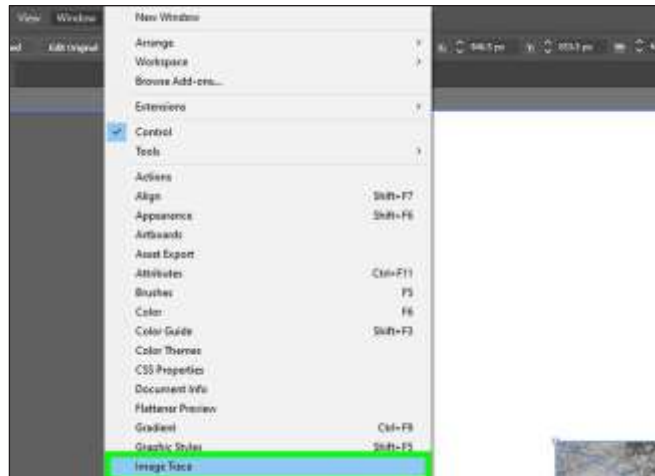 View Window
Edit Original
New Window
Arrange
Workspace
Browse Add-ons...
Extensions
Control
Tools
Actions
Align Shift+F7
Appearance Shift+F6
Artboards
Asset Export
Attributes Ctrl+F11
Brushes F5
Color F6
Color Guide Shift+F3
Color Themes
CSS Properties
Document Info
Flattener Preview
Gradient Ctrl+F9
Graphic Styles Shift+F5
Image Trace